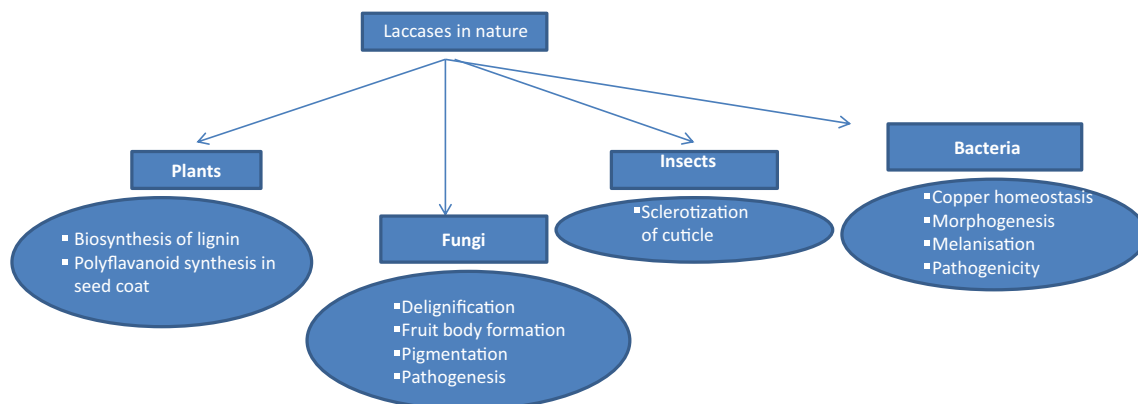 Laccases in nature
Plants
▪ Biosynthesis of lignin
▪ Polyflavanoid synthesis in
seed coat
Fungi
▪Delignification
▪Fruit body formation
▪Pigmentation
▪Pathogenesis
Insects
▪Sclerotization
of cuticle
Bacteria
▪Copper homeostasis
▪Morphogenesis
▪Melanisation
▪Pathogenicity